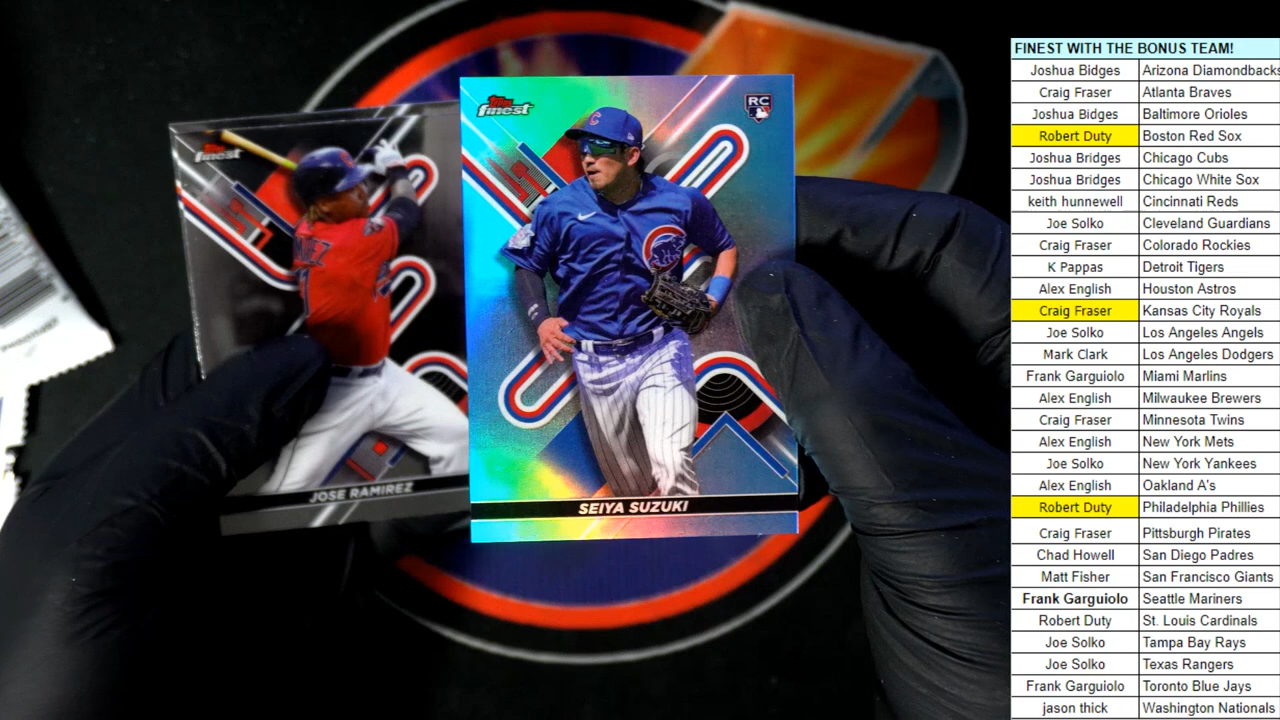 Topps finest
JOSE RAMIREZ
Topps finest
RC
C
SEIYA SUZUKI
FINEST WITH THE BONUS TEAM!
Joshua Bidges Arizona Diamondbacks
Craig Fraser Atlanta Braves
Joshua Bidges Baltimore Orioles
Robert Duty Boston Red Sox
Joshua Bridges Chicago Cubs
Joshua Bridges Chicago White Sox
keith hunnewell Cincinnati Reds
Joe Solko Cleveland Guardians
Craig Fraser Colorado Rockies
K Pappas Detroit Tigers
Alex English Houston Astros
Craig Fraser Kansas City Royals
Joe Solko Los Angeles Angels
Mark Clark Los Angeles Dodgers
Frank Garguiolo Miami Marlins
Alex English Milwaukee Brewers
Craig Fraser Minnesota Twins
Alex English New York Mets
Joe Solko New York Yankees
Alex English Oakland A's
Robert Duty Philadelphia Phillies
Craig Fraser Pittsburgh Pirates
Chad Howell San Diego Padres
Matt Fisher San Francisco Giants
Frank Garguiolo Seattle Mariners
Robert Duty St. Louis Cardinals
Joe Solko Tampa Bay Rays
Joe Solko Texas Rangers
Frank Garguiolo Toronto Blue Jays
jason thick Washington Nationals